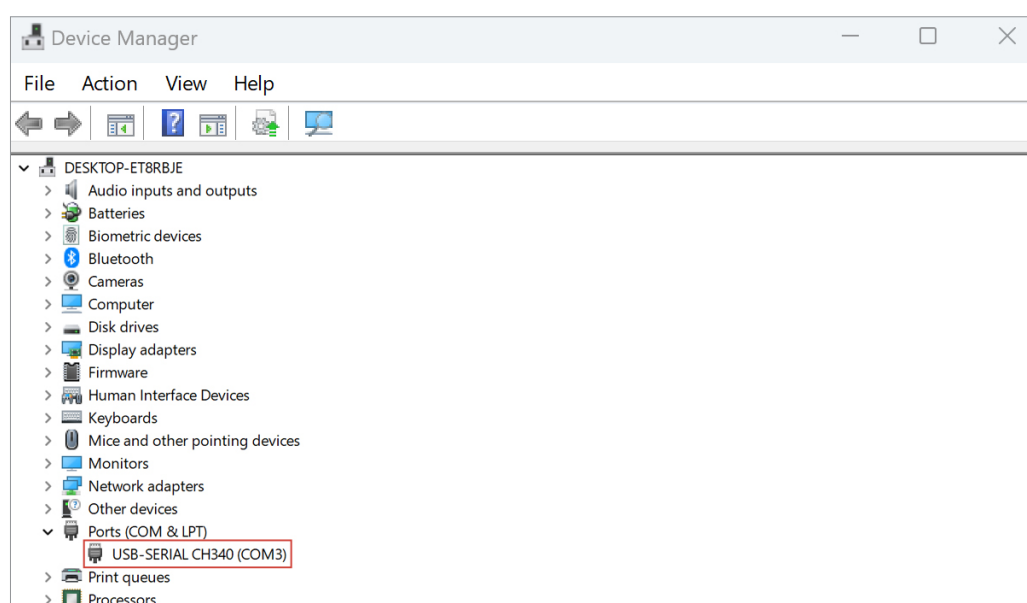 Device Manager
File Action View Help
DESKTOP-ET8RBJE
Audio inputs and outputs
Batteries
Biometric devices
Bluetooth
Cameras
Computer
Disk drives
Display adapters
Firmware
Human Interface Devices
Keyboards
Mice and other pointing devices
Monitors
Network adapters
Other devices
Ports (COM & LPT)
USB-SERIAL CH340 (COM3)
Print queues
Processors